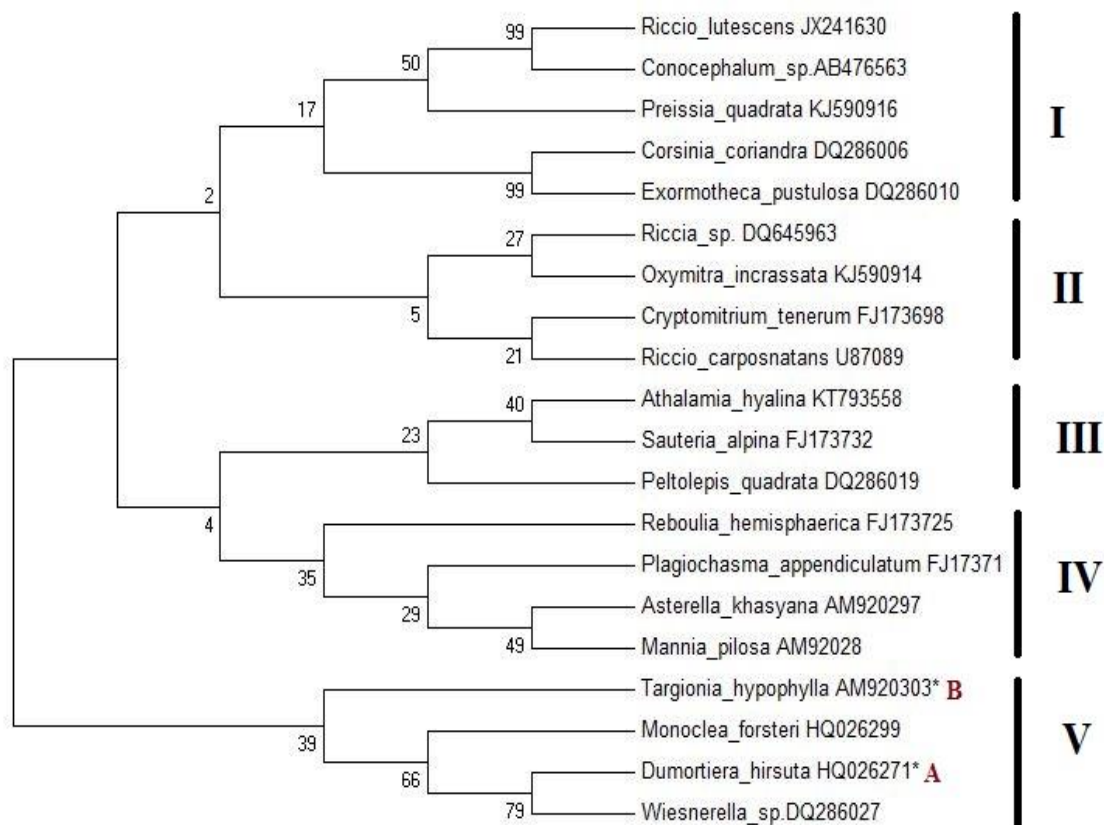 99
Riccio_lutescens JX241630
50
Conocephalum_sp.AB476563
17
Preissia_quadrata KJ590916
I
Corsinia_coriandra DQ286006
99
Exormotheca_pustulosa DQ286010
2
27
Riccia_sp. DQ645963
Oxymitra_incrassata KJ590914
II
5
Cryptomitrium_tenerum FJ173698
21
Riccio_carposnatans U87089
40
Athalamia_hyalina KT793558
23
Sauteria_alpina FJ173732
III
Peltolepis_quadrata DQ286019
4
Reboulia_hemisphaerica FJ173725
35
Plagiochasma_appendiculatum FJ17371
IV
29
Asterella_khasyana AM920297
49
Mannia_pilosa AM92028
Targionia_hypophylla AM920303* B
39
Monoclea_forsteri HQ026299
V
66
Dumortiera_hirsuta HQ026271* A
79
Wiesnerella_sp.DQ286027